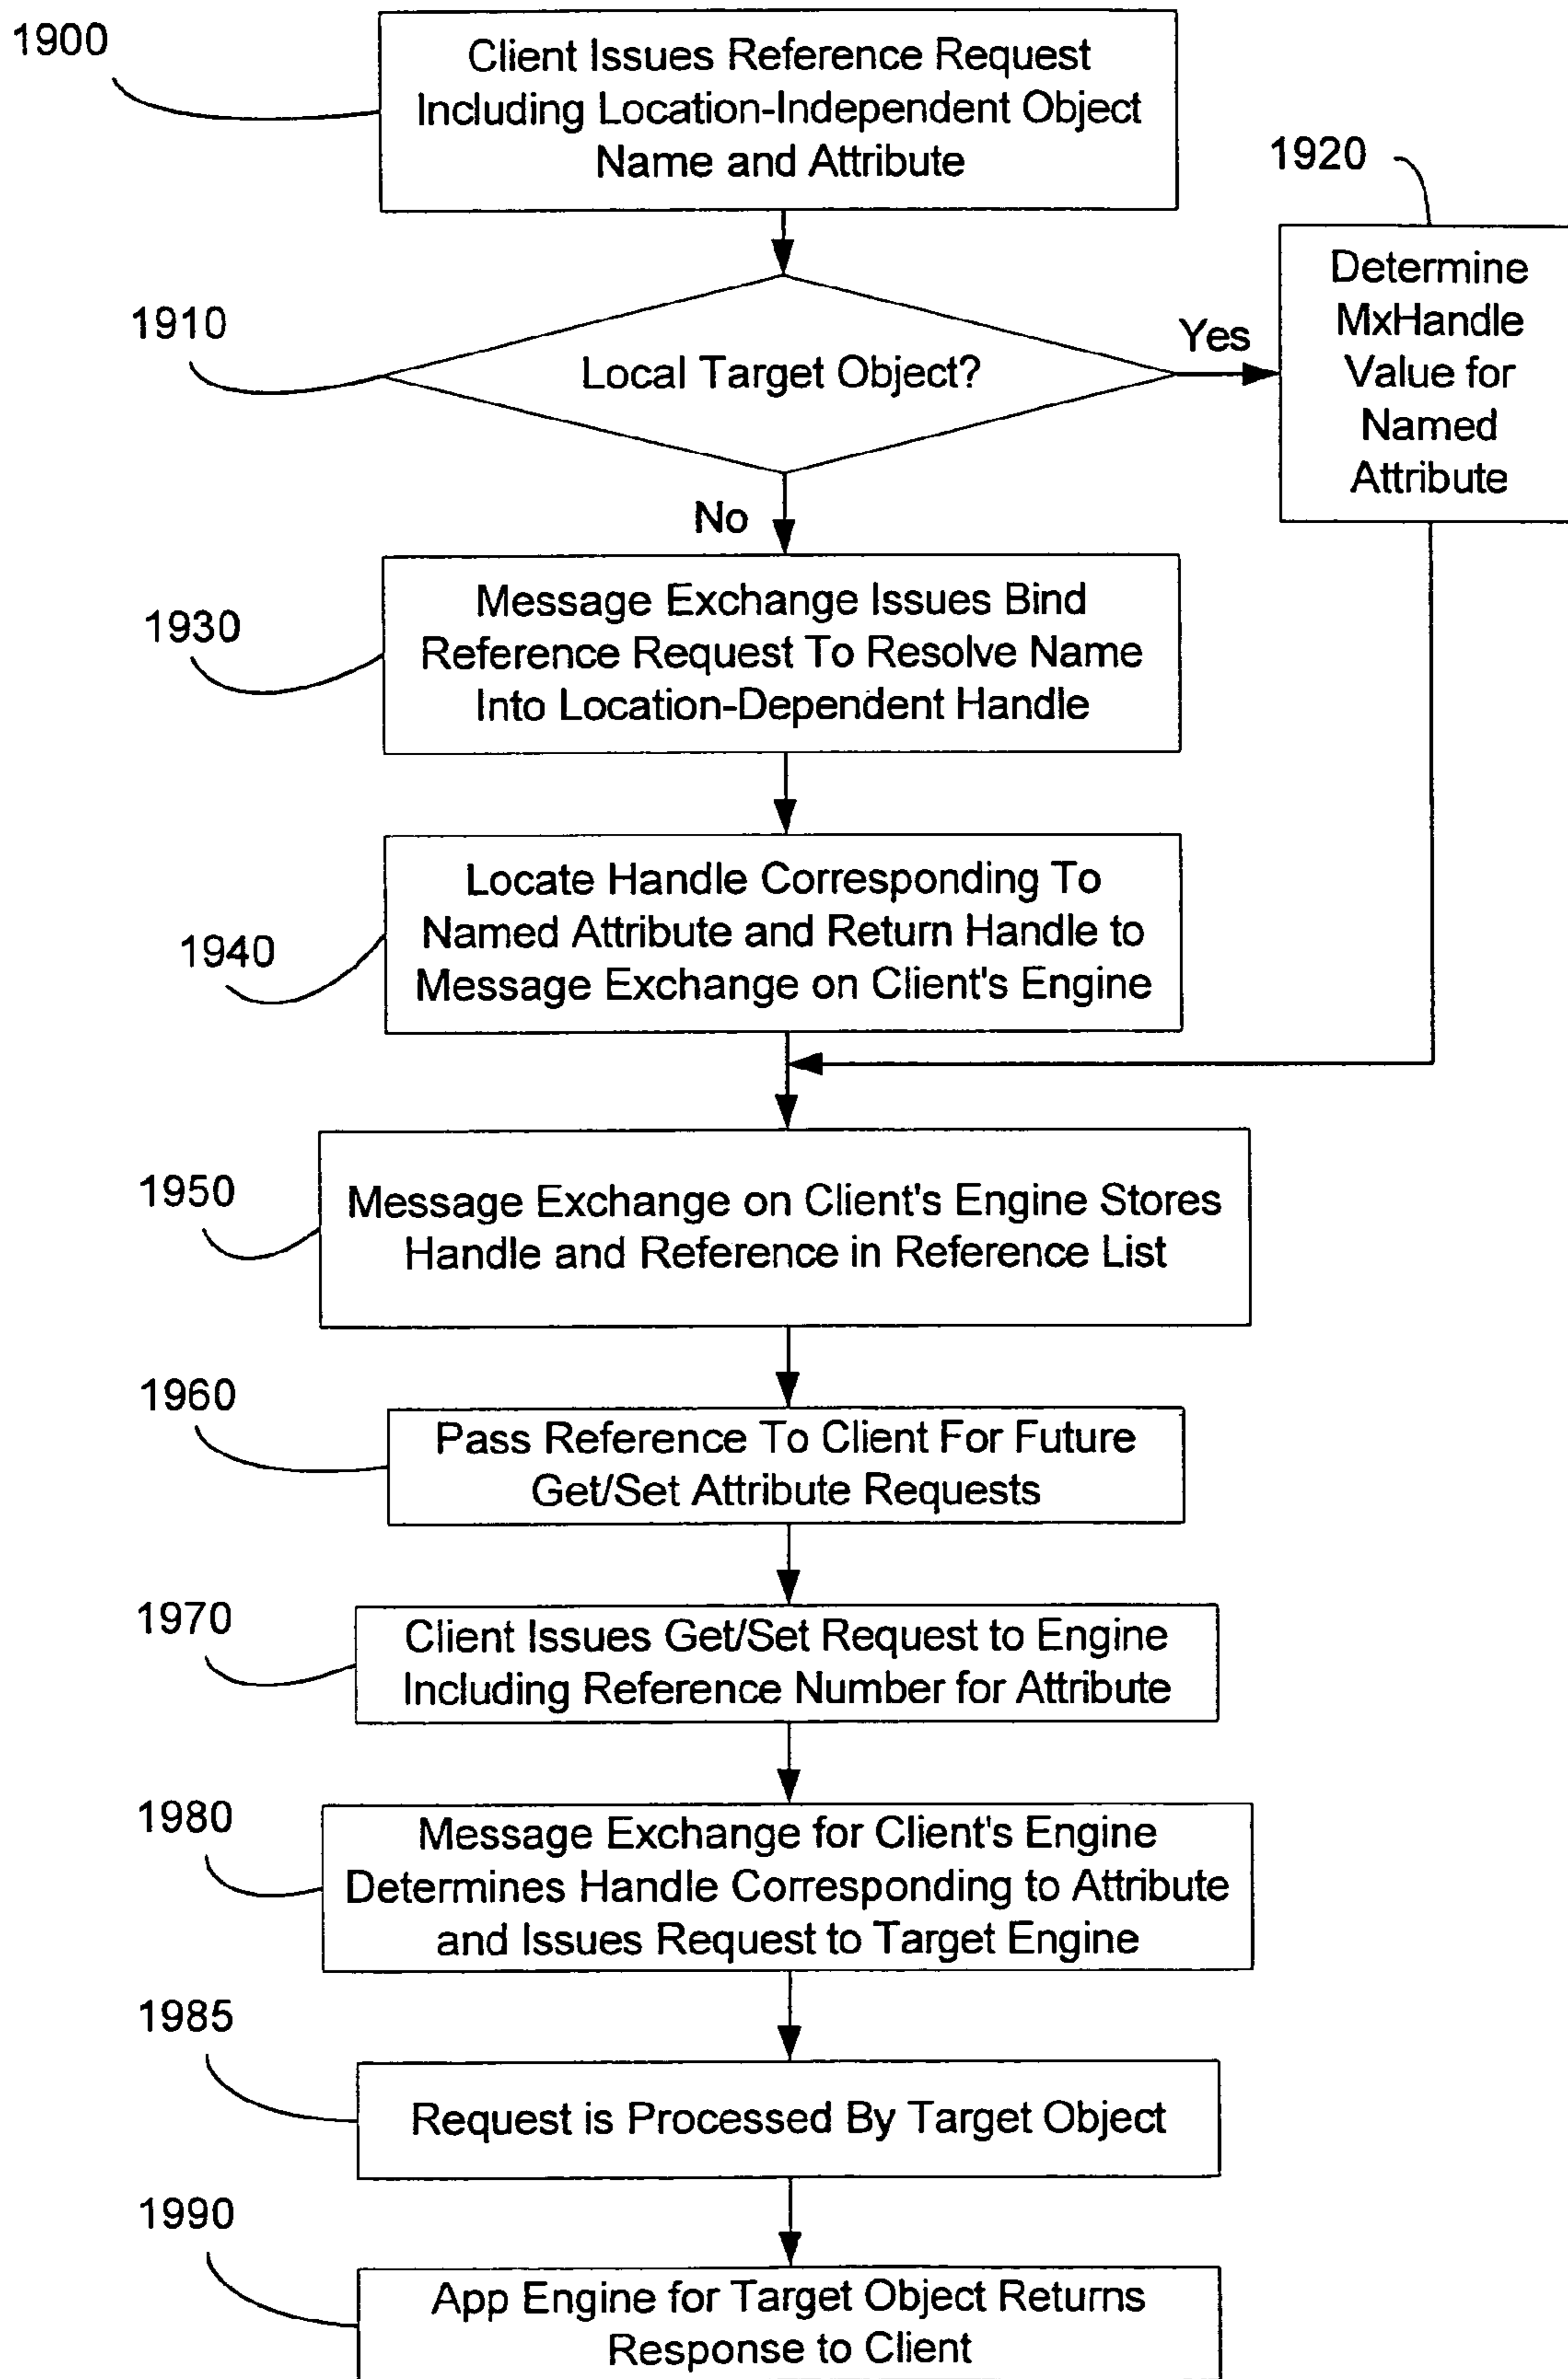 1900
Client Issues Reference Request
Including Location-Independent Object
Name and Attribute
1920
Determine
MxHandle
Value for
Named
Attribute
1910
Local Target Object?
Yes
No
1930
Message Exchange Issues Bind
Reference Request To Resolve Name
Into Location-Dependent Handle
1940
Locate Handle Corresponding To
Named Attribute and Return Handle to
Message Exchange on Client's Engine
1950
Message Exchange on Client's Engine Stores
Handle and Reference in Reference List
1960
Pass Reference To Client For Future
Get/Set Attribute Requests
1970
Client Issues Get/Set Request to Engine
Including Reference Number for Attribute
1980
Message Exchange for Client's Engine
Determines Handle Corresponding to Attribute
and Issues Request to Target Engine
1985
Request is Processed By Target Object
1990
App Engine for Target Object Returns
Response to Client